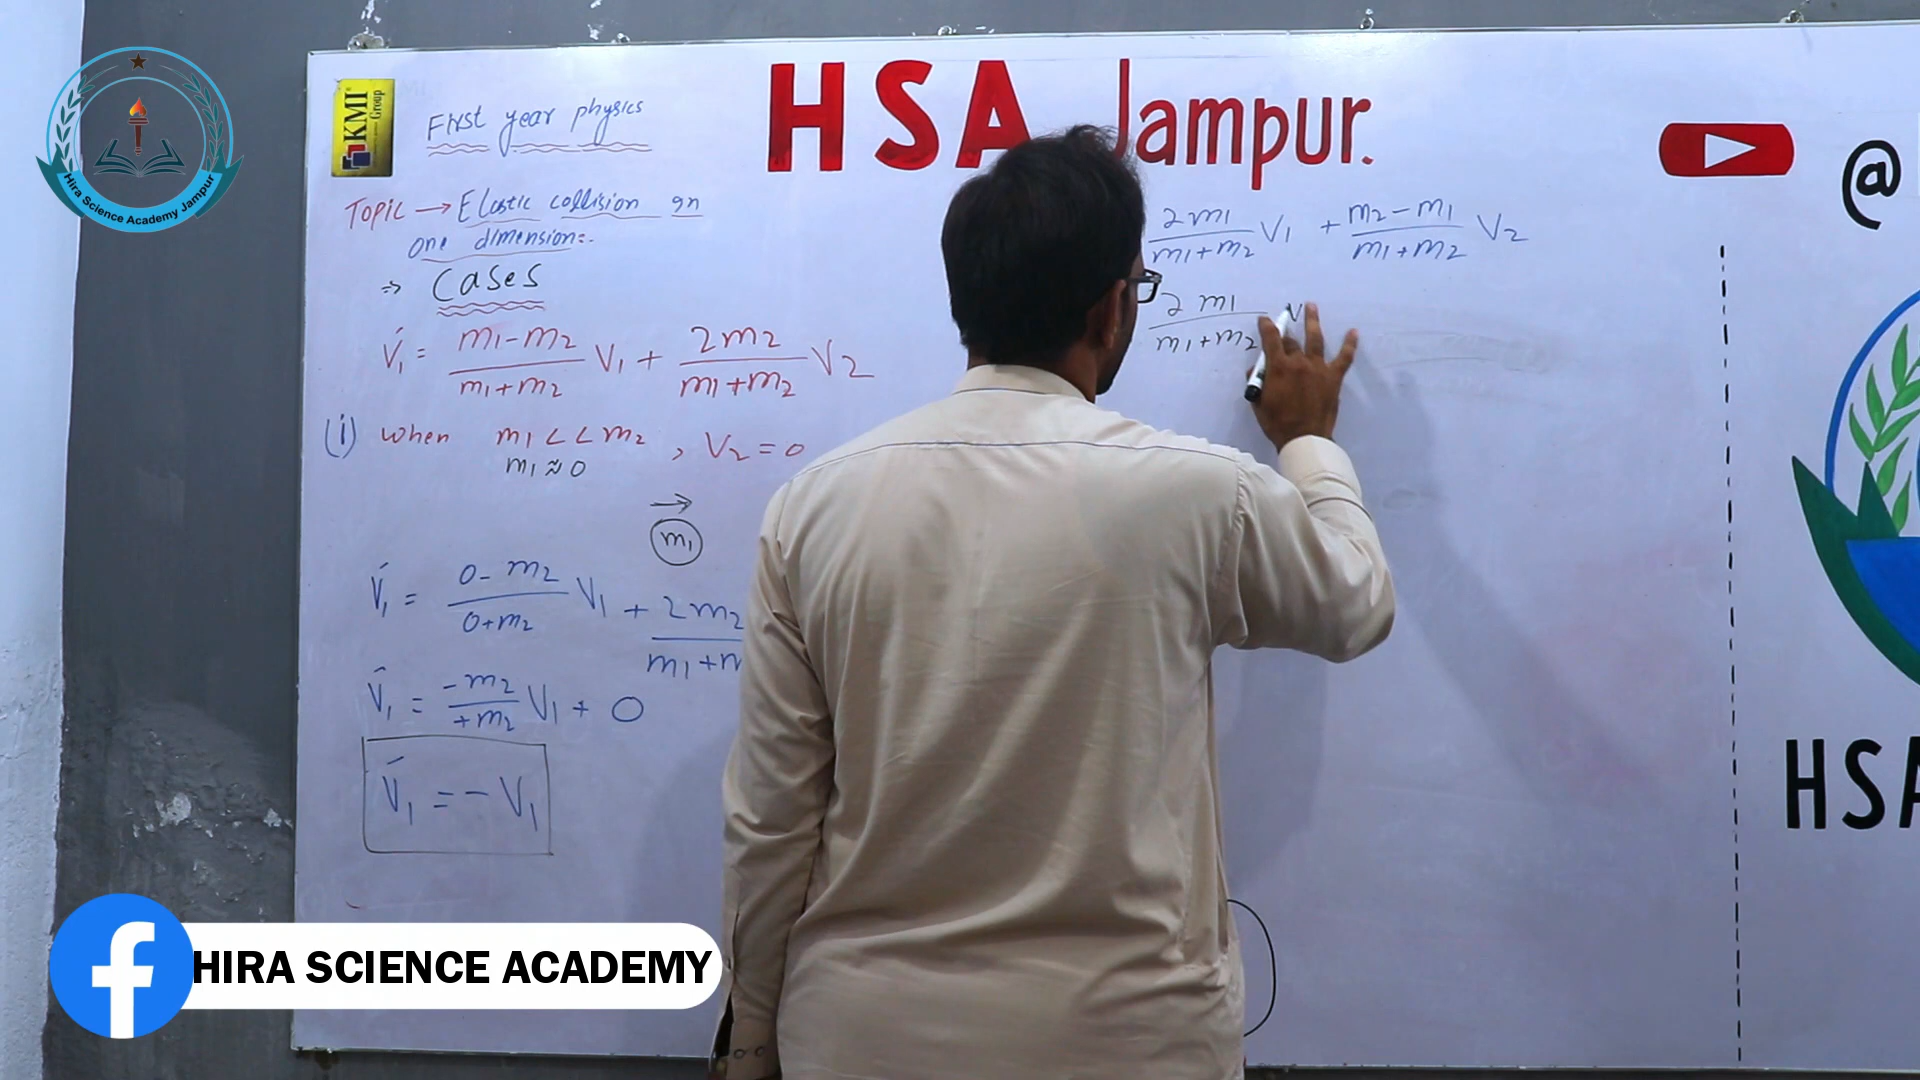 HSA Jampur.
KMI Group
First year physics
@
Hira Science Academy Jampur
Topic → Elastic collision in
one dimension:-
⇒ Cases
V́₁ = (m₁ - m₂)/(m₁ + m₂) V₁ + 2m₂/(m₁ + m₂) V₂
(i) when m₁ << m₂ , V₂ = 0
m₁ ≈ 0
m₁
V́₁ = (0 - m₂)/(0 + m₂) V₁ + 2m₂/(m₁ + m
V́₁ = -m₂/+m₂ V₁ + 0
V́₁ = - V₁
2m₁/(m₁ + m₂) V₁ + (m₂ - m₁)/(m₁ + m₂) V₂
2m₁/(m₁ + m₂) V
HSA
f HIRA SCIENCE ACADEMY